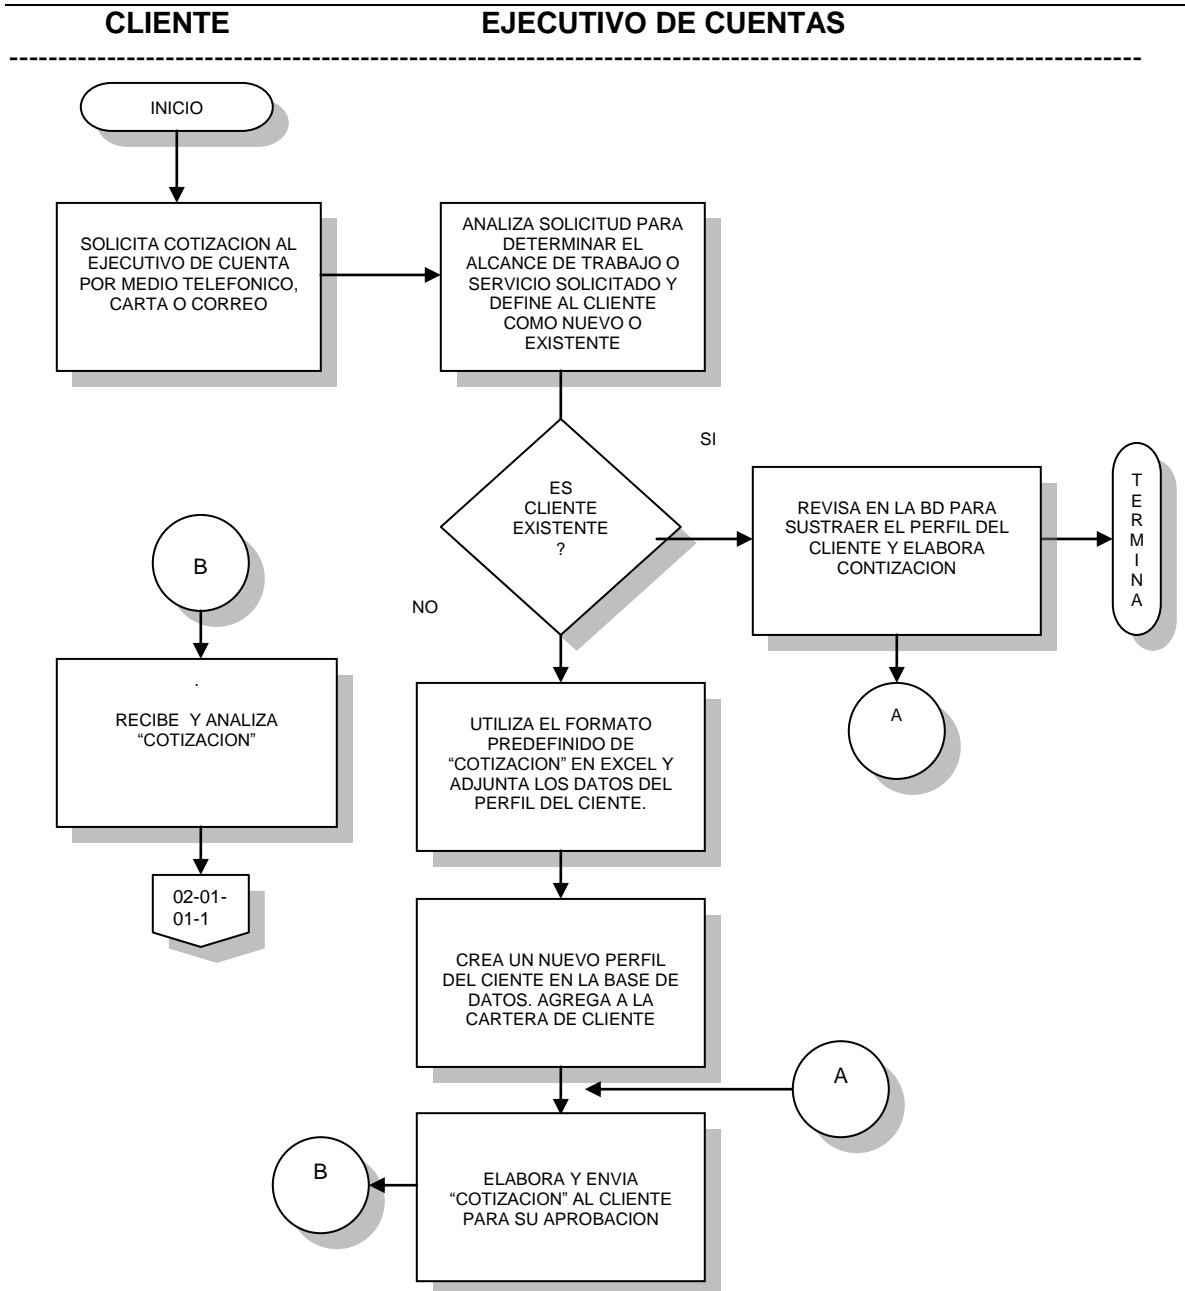 CLIENTE EJECUTIVO DE CUENTAS
INICIO
SOLICITA COTIZACION AL
EJECUTIVO DE CUENTA
POR MEDIO TELEFONICO,
CARTA O CORREO
ANALIZA SOLICITUD PARA
DETERMINAR EL
ALCANCE DE TRABAJO O
SERVICIO SOLICITADO Y
DEFINE AL CLIENTE
COMO NUEVO O
EXISTENTE
ES
CLIENTE
EXISTENTE
?
SI
NO
REVISA EN LA BD PARA
SUSTRAER EL PERFIL DEL
CLIENTE Y ELABORA
CONTIZACION
T
E
R
M
I
N
A
A
B
.
RECIBE Y ANALIZA
“COTIZACION”
02-01-
01-1
UTILIZA EL FORMATO
PREDEFINIDO DE
“COTIZACION” EN EXCEL Y
ADJUNTA LOS DATOS DEL
PERFIL DEL CIENTE.
CREA UN NUEVO PERFIL
DEL CIENTE EN LA BASE DE
DATOS. AGREGA A LA
CARTERA DE CLIENTE
A
ELABORA Y ENVIA
“COTIZACION” AL CLIENTE
PARA SU APROBACION
B